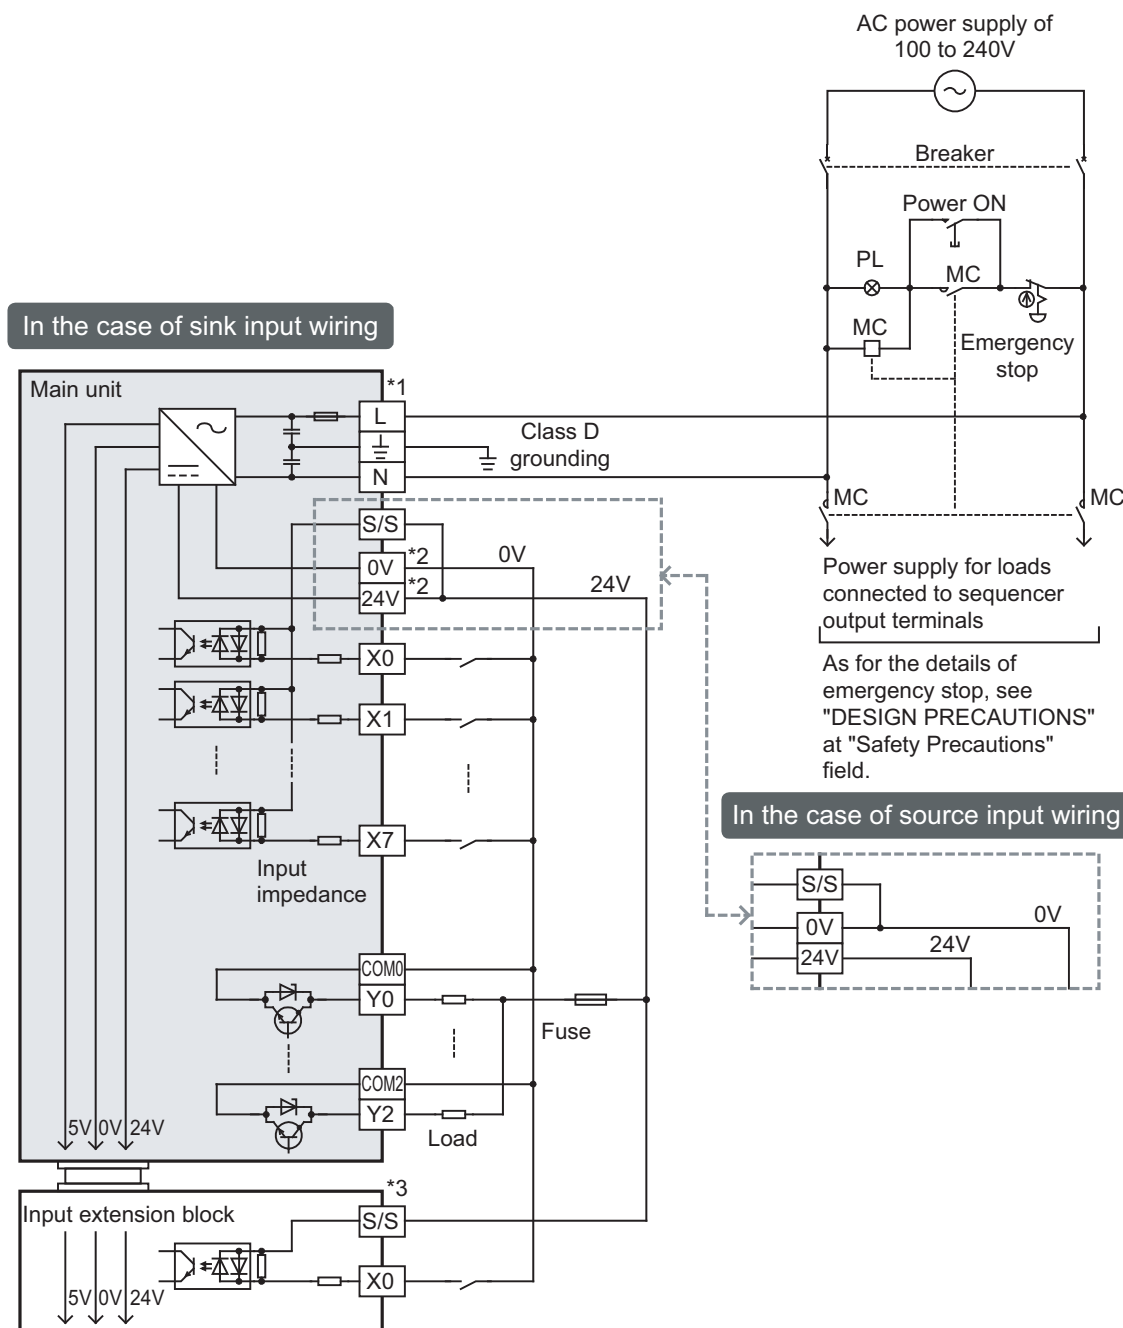 AC power supply of
100 to 240V
Breaker
Power ON
PL
MC
MC
Emergency
stop
In the case of sink input wiring
Main unit
*1
L
Class D
grounding
N
MC
MC
S/S
0V
*2
0V
24V
*2
24V
Power supply for loads
connected to sequencer
output terminals
X0
As for the details of
emergency stop, see
"DESIGN PRECAUTIONS"
at "Safety Precautions"
field.
X1
In the case of source input wiring
X7
Input
impedance
S/S
0V
0V
24V
24V
COM0
Y0
Fuse
COM2
Y2
Load
5V
0V
24V
*3
Input extension block
S/S
X0
5V
0V
24V